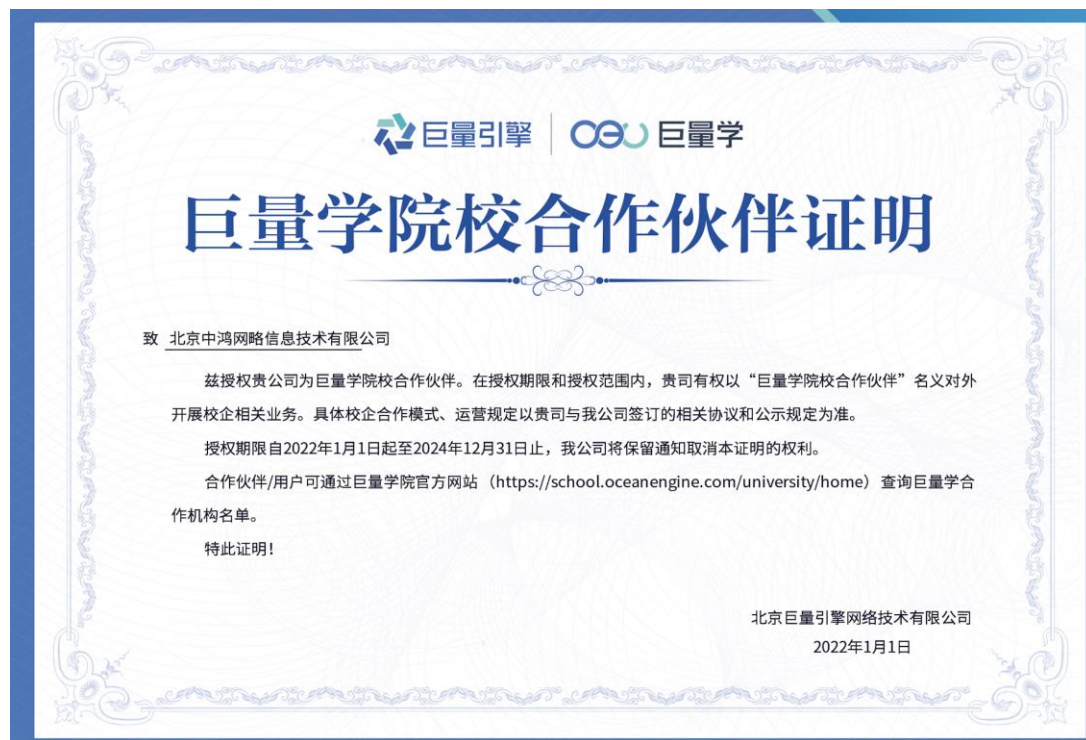 巨量引擎 巨量学
巨量学院校合作伙伴证明
致 北京中鸿网略信息技术有限公司
兹授权贵公司为巨量学院校合作伙伴。在授权期限和授权范围内，贵司有权以“巨量学院校合作伙伴”名义对外
开展校企相关业务。具体校企合作模式、运营规定以贵司与我公司签订的相关协议和公示规定为准。
授权期限自2022年1月1日起至2024年12月31日止，我公司将保留通知取消本证明的权利。
合作伙伴/用户可通过巨量学院官方网站（https://school.oceanengine.com/university/home）查询巨量学合
作机构名单。
特此证明！
北京巨量引擎网络技术有限公司
2022年1月1日